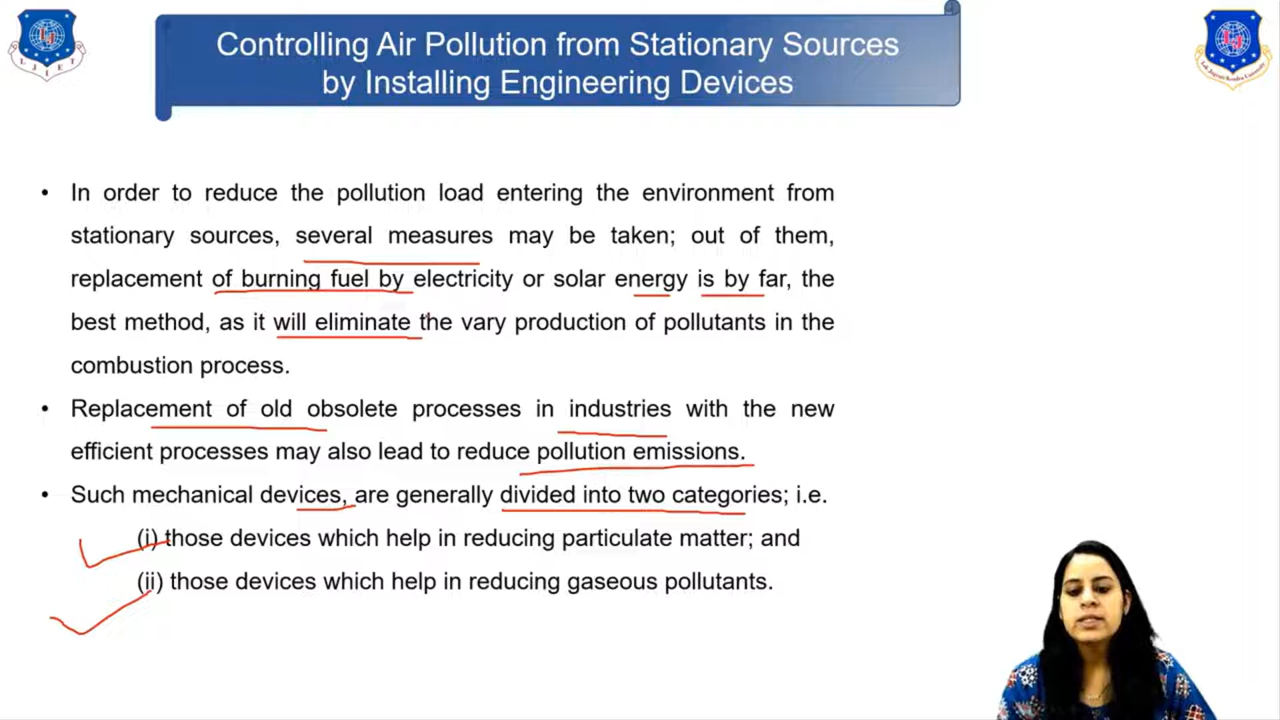 Controlling Air Pollution from Stationary Sources
by Installing Engineering Devices
LJIET
• In order to reduce the pollution load entering the environment from
stationary sources, several measures may be taken; out of them,
replacement of burning fuel by electricity or solar energy is by far, the
best method, as it will eliminate the vary production of pollutants in the
combustion process.
• Replacement of old obsolete processes in industries with the new
efficient processes may also lead to reduce pollution emissions.
• Such mechanical devices, are generally divided into two categories; i.e.
(i) those devices which help in reducing particulate matter; and
(ii) those devices which help in reducing gaseous pollutants.